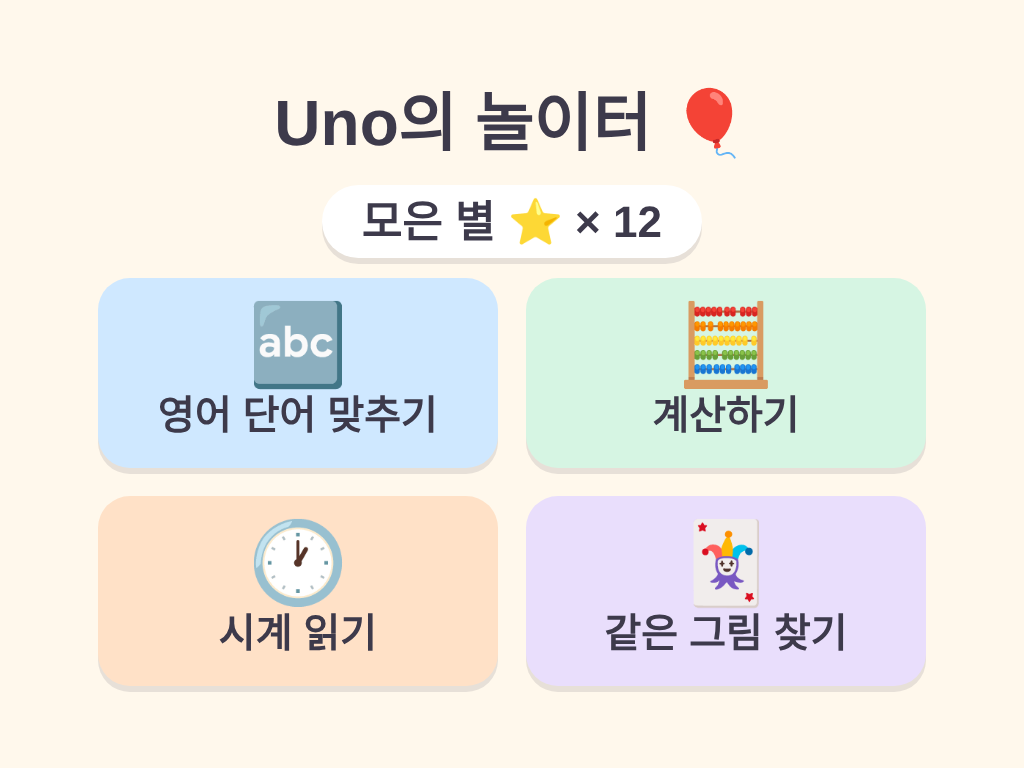 Uno의 놀이터 🎈
모은 별 ⭐ × 12
abc
영어 단어 맞추기
계산하기
시계 읽기
같은 그림 찾기